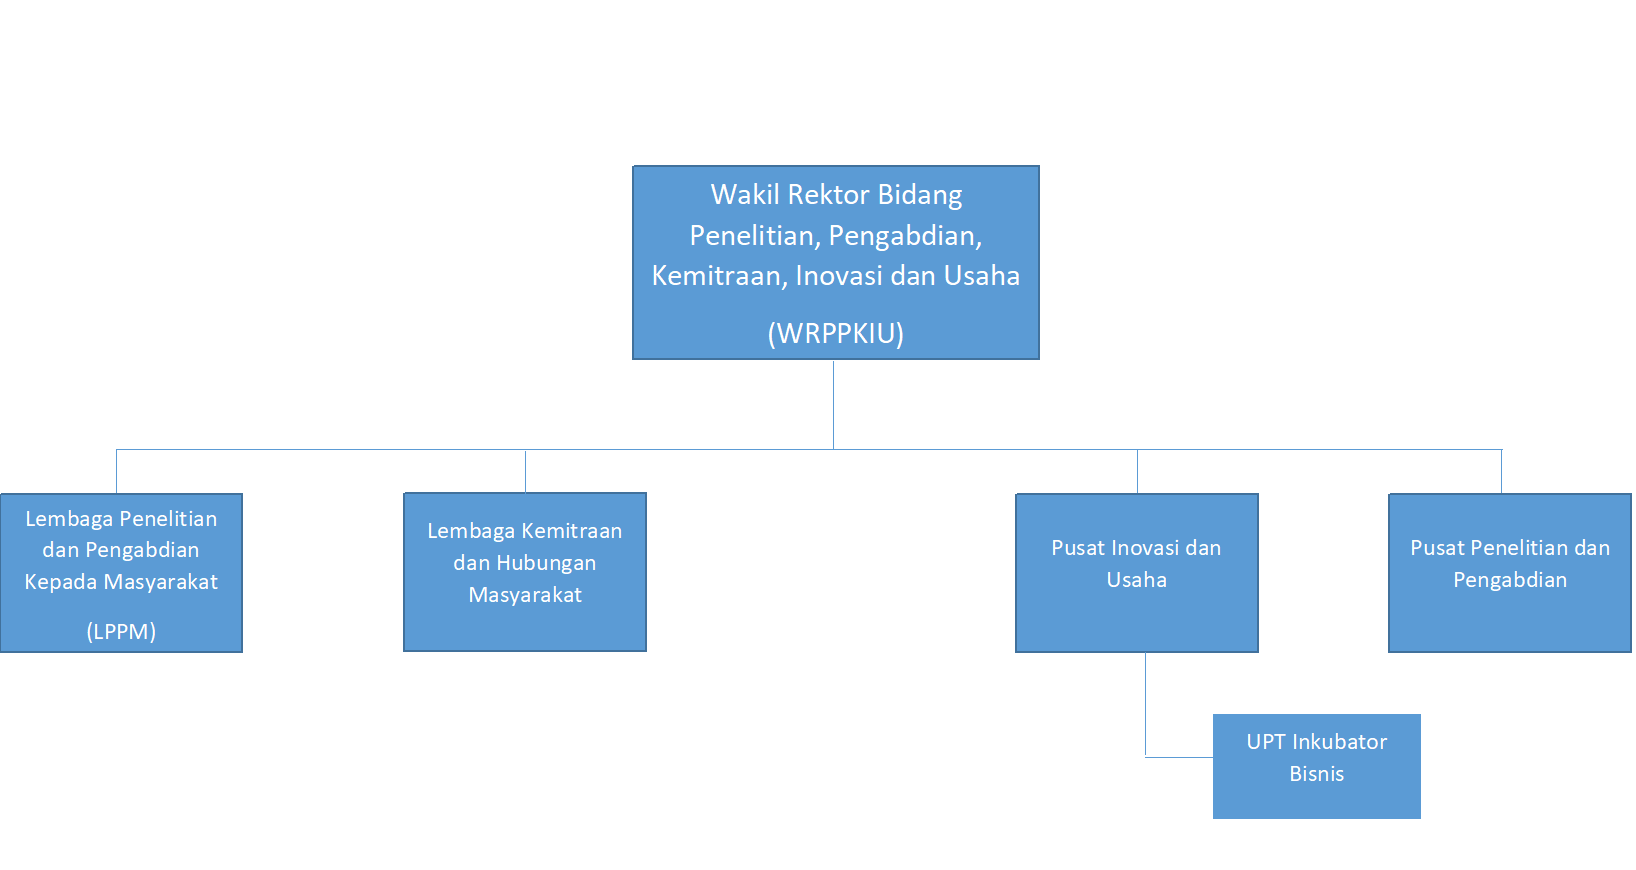 Wakil Rektor Bidang
Penelitian, Pengabdian,
Kemitraan, Inovasi dan Usaha
(WRPPKIU)
Lembaga Penelitian
dan Pengabdian
Kepada Masyarakat
(LPPM)
Lembaga Kemitraan
dan Hubungan
Masyarakat
Pusat Inovasi dan
Usaha
Pusat Penelitian dan
Pengabdian
UPT Inkubator
Bisnis